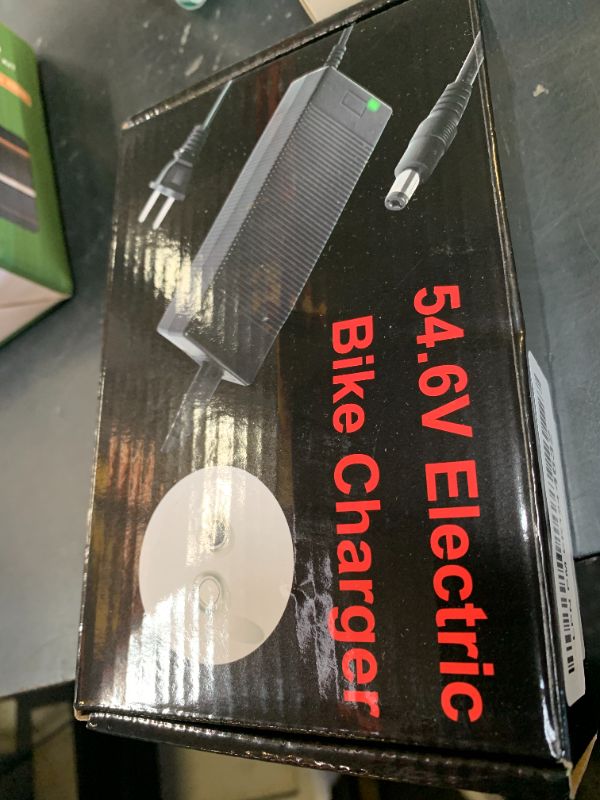 54.6V Electric
Bike Charger